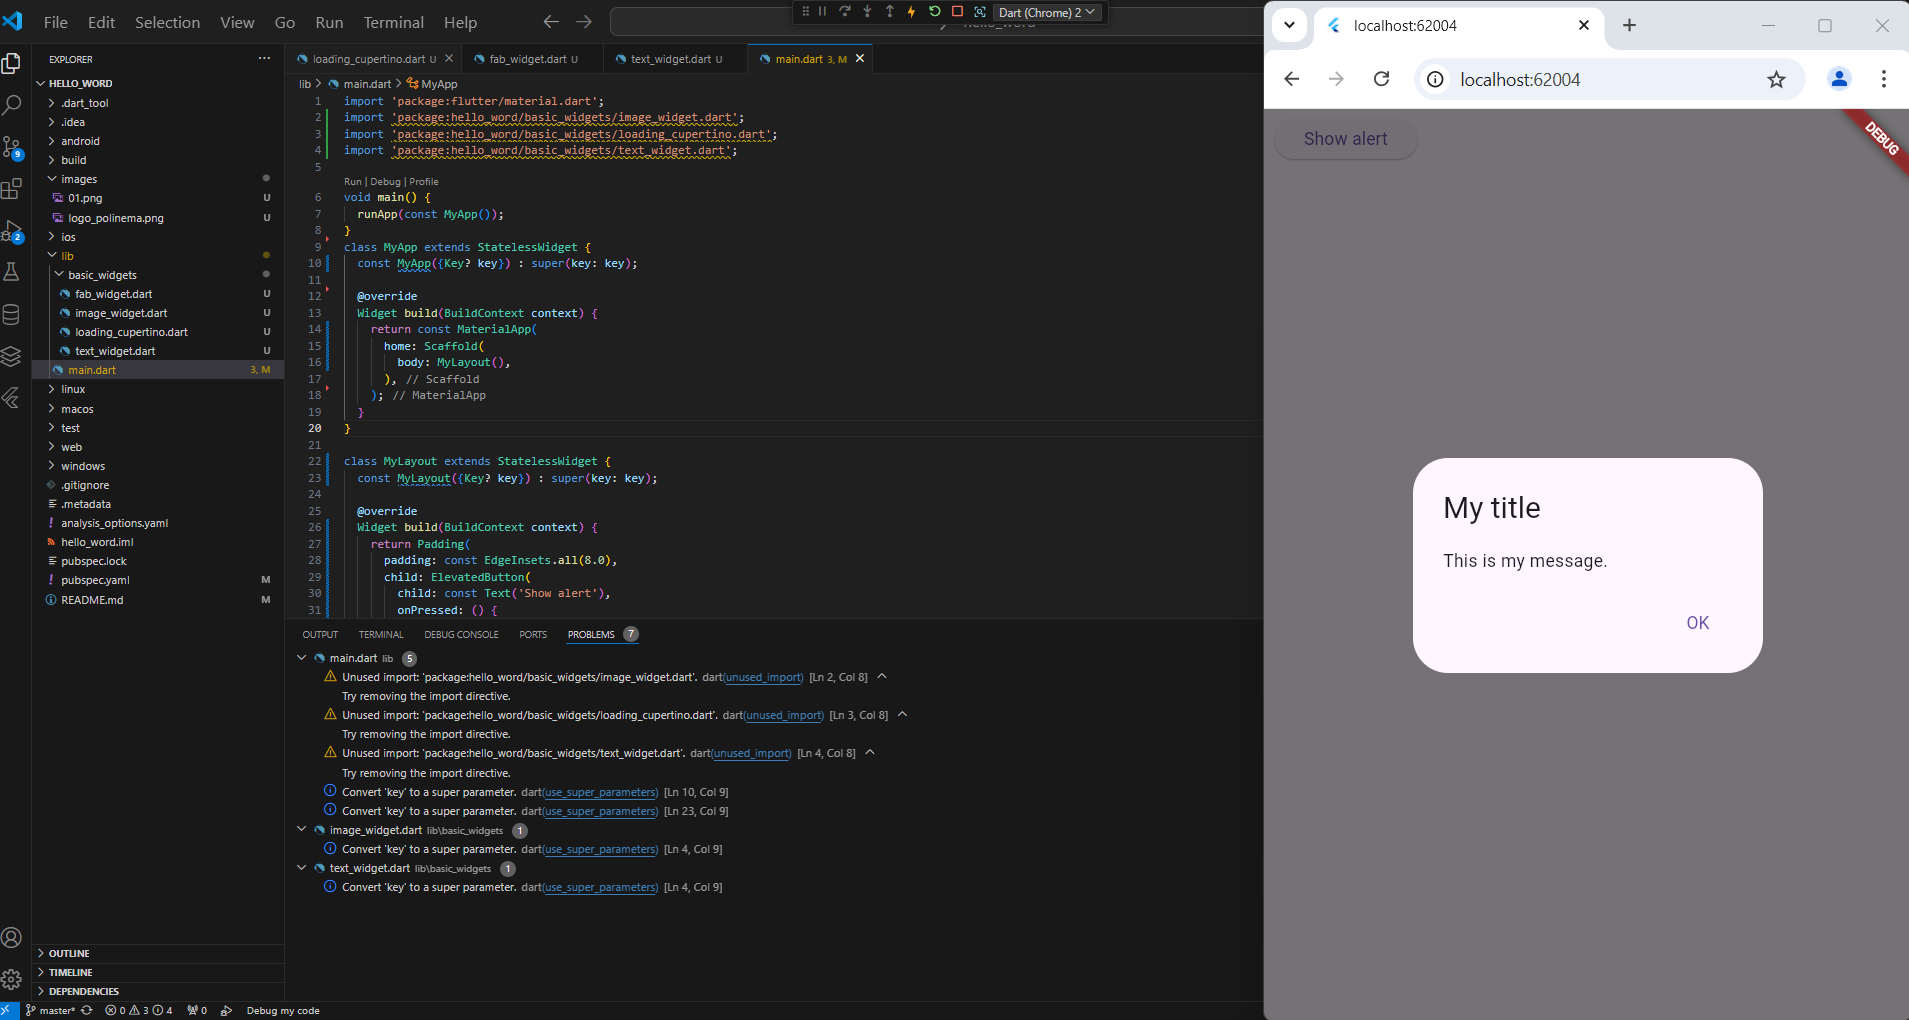 File Edit Selection View Go Run Terminal Help
Dart (Chrome) 2
EXPLORER
HELLO_WORD
.dart_tool
.idea
android
build
images
01.png U
logo_polinema.png U
ios
lib
basic_widgets
fab_widget.dart U
image_widget.dart U
loading_cupertino.dart U
text_widget.dart U
main.dart 3, M
linux
macos
test
web
windows
.gitignore
.metadata
analysis_options.yaml
hello_word.iml
pubspec.lock
pubspec.yaml M
README.md M
OUTLINE
TIMELINE
DEPENDENCIES
9
2
loading_cupertino.dart U
fab_widget.dart U
text_widget.dart U
main.dart 3, M
lib > main.dart > MyApp
1 import 'package:flutter/material.dart';
2 import 'package:hello_word/basic_widgets/image_widget.dart';
3 import 'package:hello_word/basic_widgets/loading_cupertino.dart';
4 import 'package:hello_word/basic_widgets/text_widget.dart';
5
Run | Debug | Profile
6 void main() {
7 runApp(const MyApp());
8 }
9 class MyApp extends StatelessWidget {
10 const MyApp({Key? key}) : super(key: key);
11
12 @override
13 Widget build(BuildContext context) {
14 return const MaterialApp(
15 home: Scaffold(
16 body: MyLayout(),
17 ), // Scaffold
18 ); // MaterialApp
19 }
20 }
21
22 class MyLayout extends StatelessWidget {
23 const MyLayout({Key? key}) : super(key: key);
24
25 @override
26 Widget build(BuildContext context) {
27 return Padding(
28 padding: const EdgeInsets.all(8.0),
29 child: ElevatedButton(
30 child: const Text('Show alert'),
31 onPressed: () {
OUTPUT TERMINAL DEBUG CONSOLE PORTS PROBLEMS 7
main.dart lib 5
Unused import: 'package:hello_word/basic_widgets/image_widget.dart'. dart(unused_import) [Ln 2, Col 8]
Try removing the import directive.
Unused import: 'package:hello_word/basic_widgets/loading_cupertino.dart'. dart(unused_import) [Ln 3, Col 8]
Try removing the import directive.
Unused import: 'package:hello_word/basic_widgets/text_widget.dart'. dart(unused_import) [Ln 4, Col 8]
Try removing the import directive.
Convert 'key' to a super parameter. dart(use_super_parameters) [Ln 10, Col 9]
Convert 'key' to a super parameter. dart(use_super_parameters) [Ln 23, Col 9]
image_widget.dart lib\basic_widgets 1
Convert 'key' to a super parameter. dart(use_super_parameters) [Ln 4, Col 9]
text_widget.dart lib\basic_widgets 1
Convert 'key' to a super parameter. dart(use_super_parameters) [Ln 4, Col 9]
master* 0 3 4 0 Debug my code
localhost:62004
localhost:62004
Show alert
DEBUG
My title
This is my message.
OK